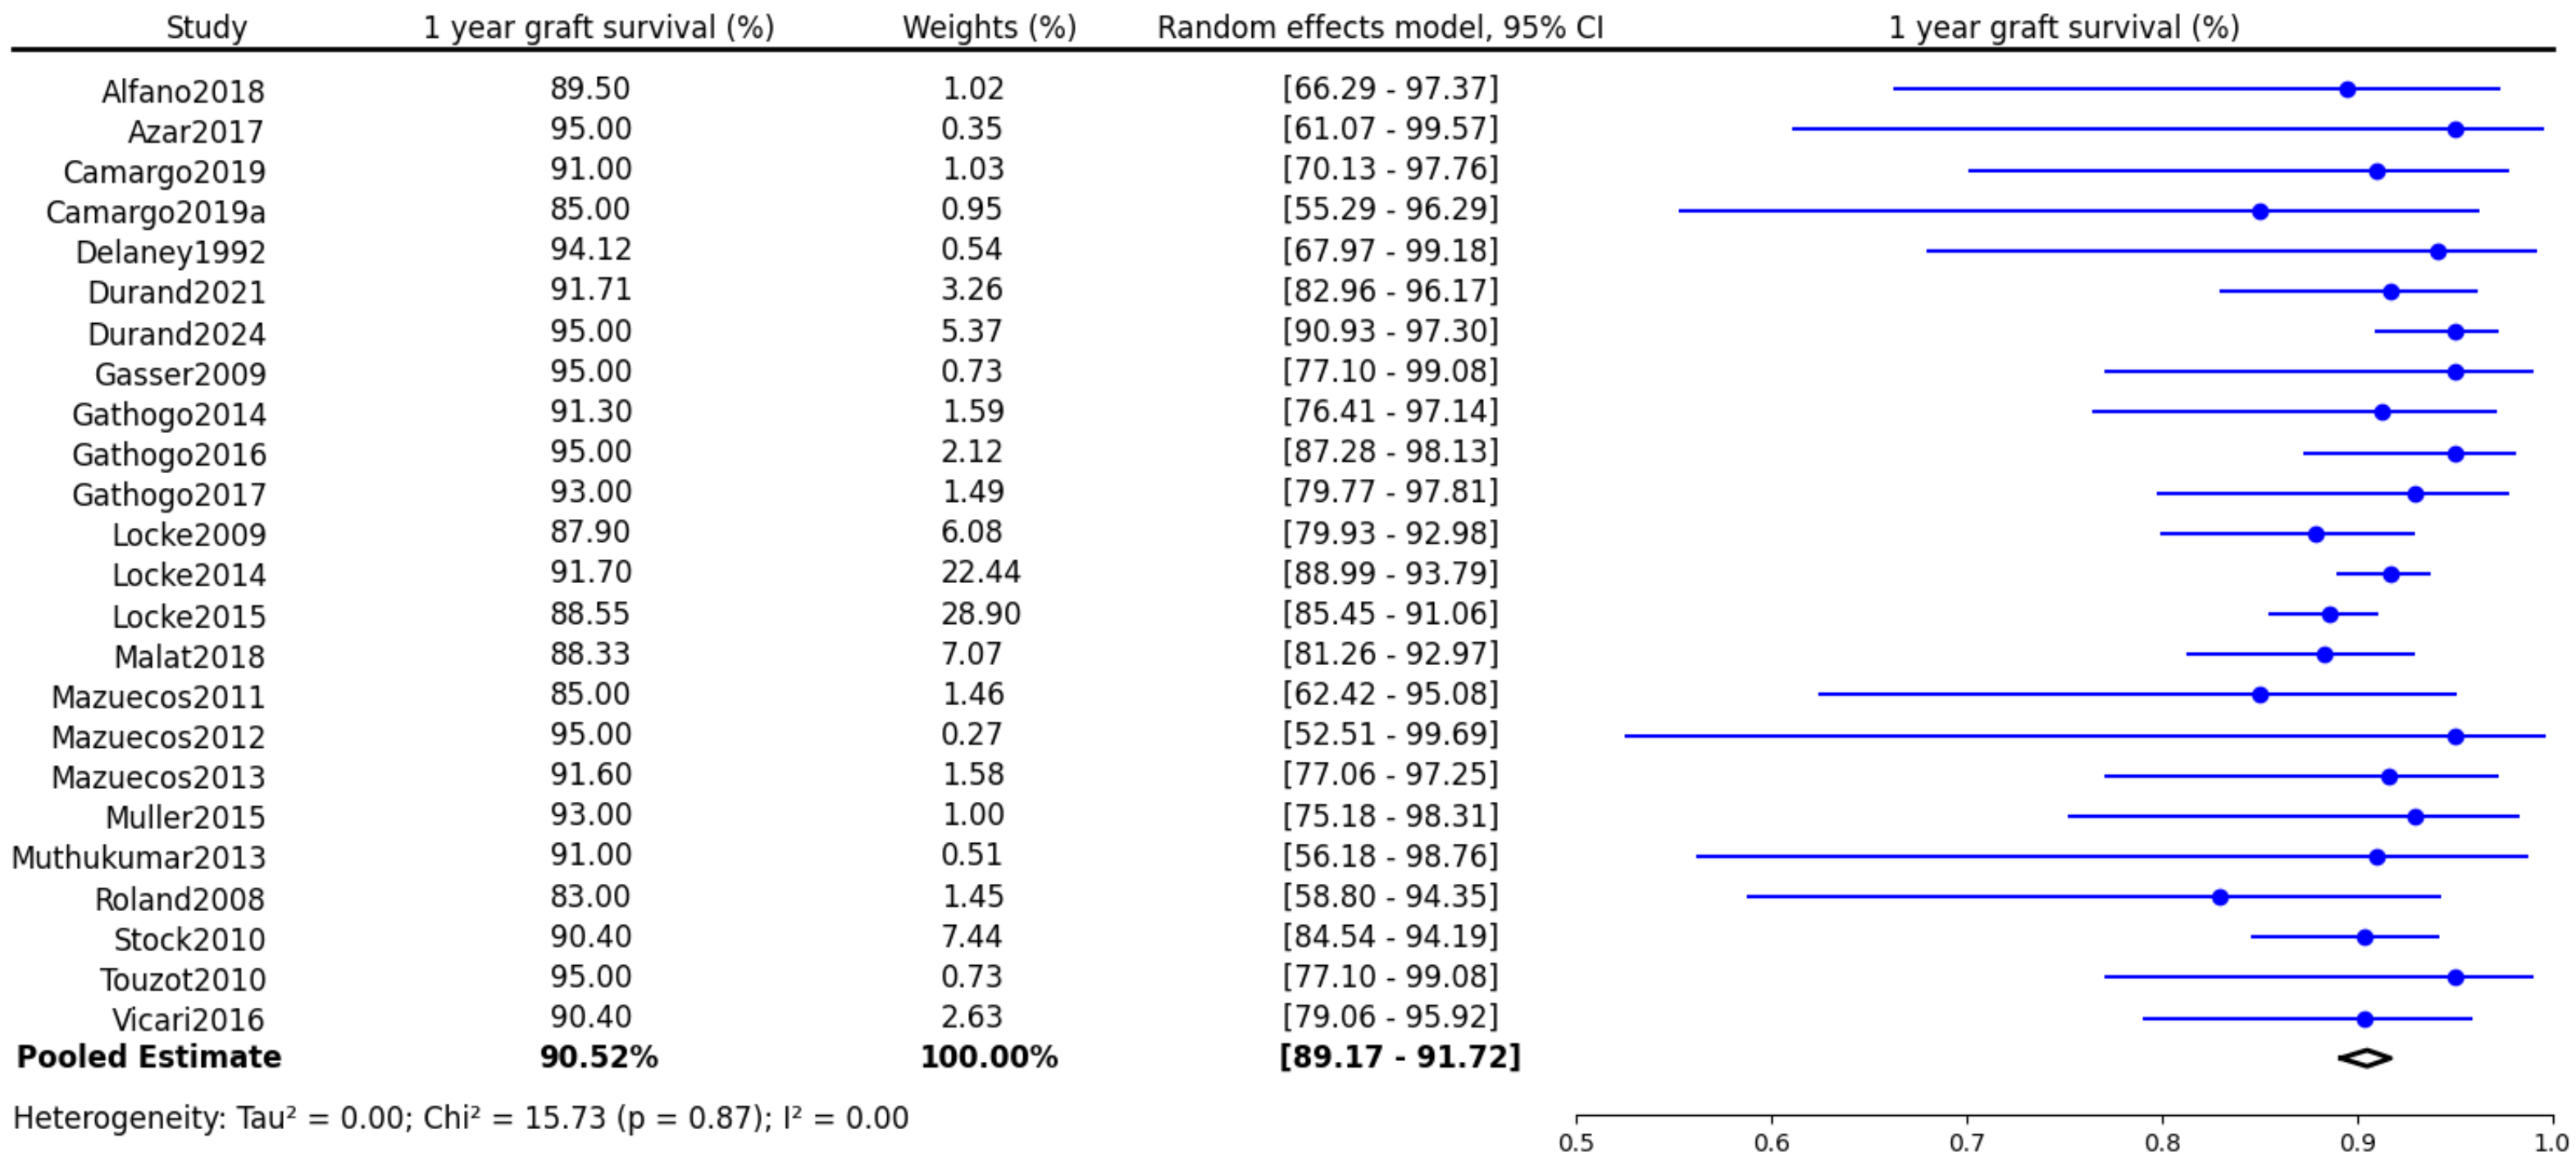 Study 1 year graft survival (%) Weights (%) Random effects model, 95% CI 1 year graft survival (%)
Alfano2018 89.50 1.02 [66.29 - 97.37]
Azar2017 95.00 0.35 [61.07 - 99.57]
Camargo2019 91.00 1.03 [70.13 - 97.76]
Camargo2019a 85.00 0.95 [55.29 - 96.29]
Delaney1992 94.12 0.54 [67.97 - 99.18]
Durand2021 91.71 3.26 [82.96 - 96.17]
Durand2024 95.00 5.37 [90.93 - 97.30]
Gasser2009 95.00 0.73 [77.10 - 99.08]
Gathogo2014 91.30 1.59 [76.41 - 97.14]
Gathogo2016 95.00 2.12 [87.28 - 98.13]
Gathogo2017 93.00 1.49 [79.77 - 97.81]
Locke2009 87.90 6.08 [79.93 - 92.98]
Locke2014 91.70 22.44 [88.99 - 93.79]
Locke2015 88.55 28.90 [85.45 - 91.06]
Malat2018 88.33 7.07 [81.26 - 92.97]
Mazuecos2011 85.00 1.46 [62.42 - 95.08]
Mazuecos2012 95.00 0.27 [52.51 - 99.69]
Mazuecos2013 91.60 1.58 [77.06 - 97.25]
Muller2015 93.00 1.00 [75.18 - 98.31]
Muthukumar2013 91.00 0.51 [56.18 - 98.76]
Roland2008 83.00 1.45 [58.80 - 94.35]
Stock2010 90.40 7.44 [84.54 - 94.19]
Touzot2010 95.00 0.73 [77.10 - 99.08]
Vicari2016 90.40 2.63 [79.06 - 95.92]
Pooled Estimate 90.52% 100.00% [89.17 - 91.72]
Heterogeneity: Tau² = 0.00; Chi² = 15.73 (p = 0.87); I² = 0.00
0.5 0.6 0.7 0.8 0.9 1.0